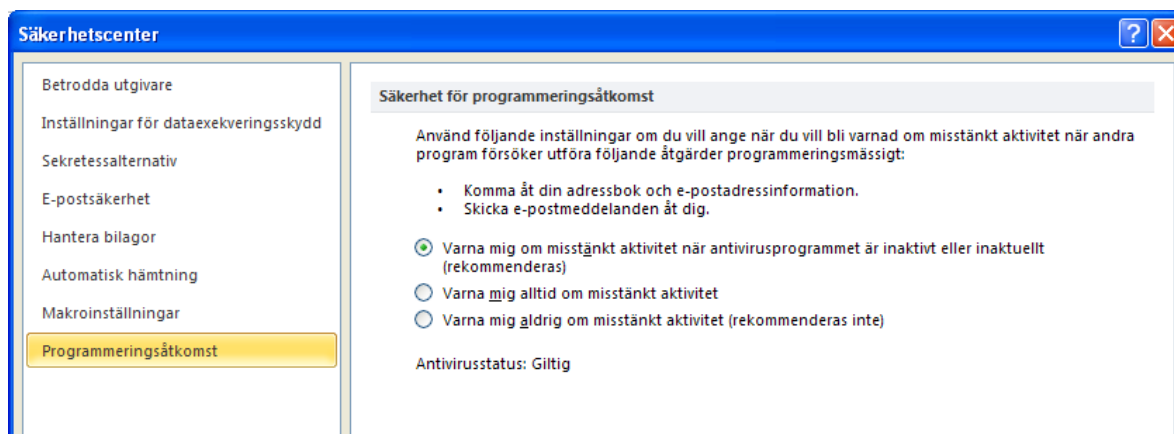 Säkerhetscenter
Betrodda utgivare
Inställningar för dataexekveringsskydd
Sekretessalternativ
E-postsäkerhet
Hantera bilagor
Automatisk hämtning
Makroinställningar
Programmeringsåtkomst
Säkerhet för programmeringsåtkomst
Använd följande inställningar om du vill ange när du vill bli varnad om misstänkt aktivitet när andra
program försöker utföra följande åtgärder programmeringsmässigt:
• Komma åt din adressbok och e-postadressinformation.
• Skicka e-postmeddelanden åt dig.
Varna mig om misstänkt aktivitet när antivirusprogrammet är inaktivt eller inaktuellt
(rekommenderas)
Varna mig alltid om misstänkt aktivitet
Varna mig aldrig om misstänkt aktivitet (rekommenderas inte)
Antivirusstatus: Giltig